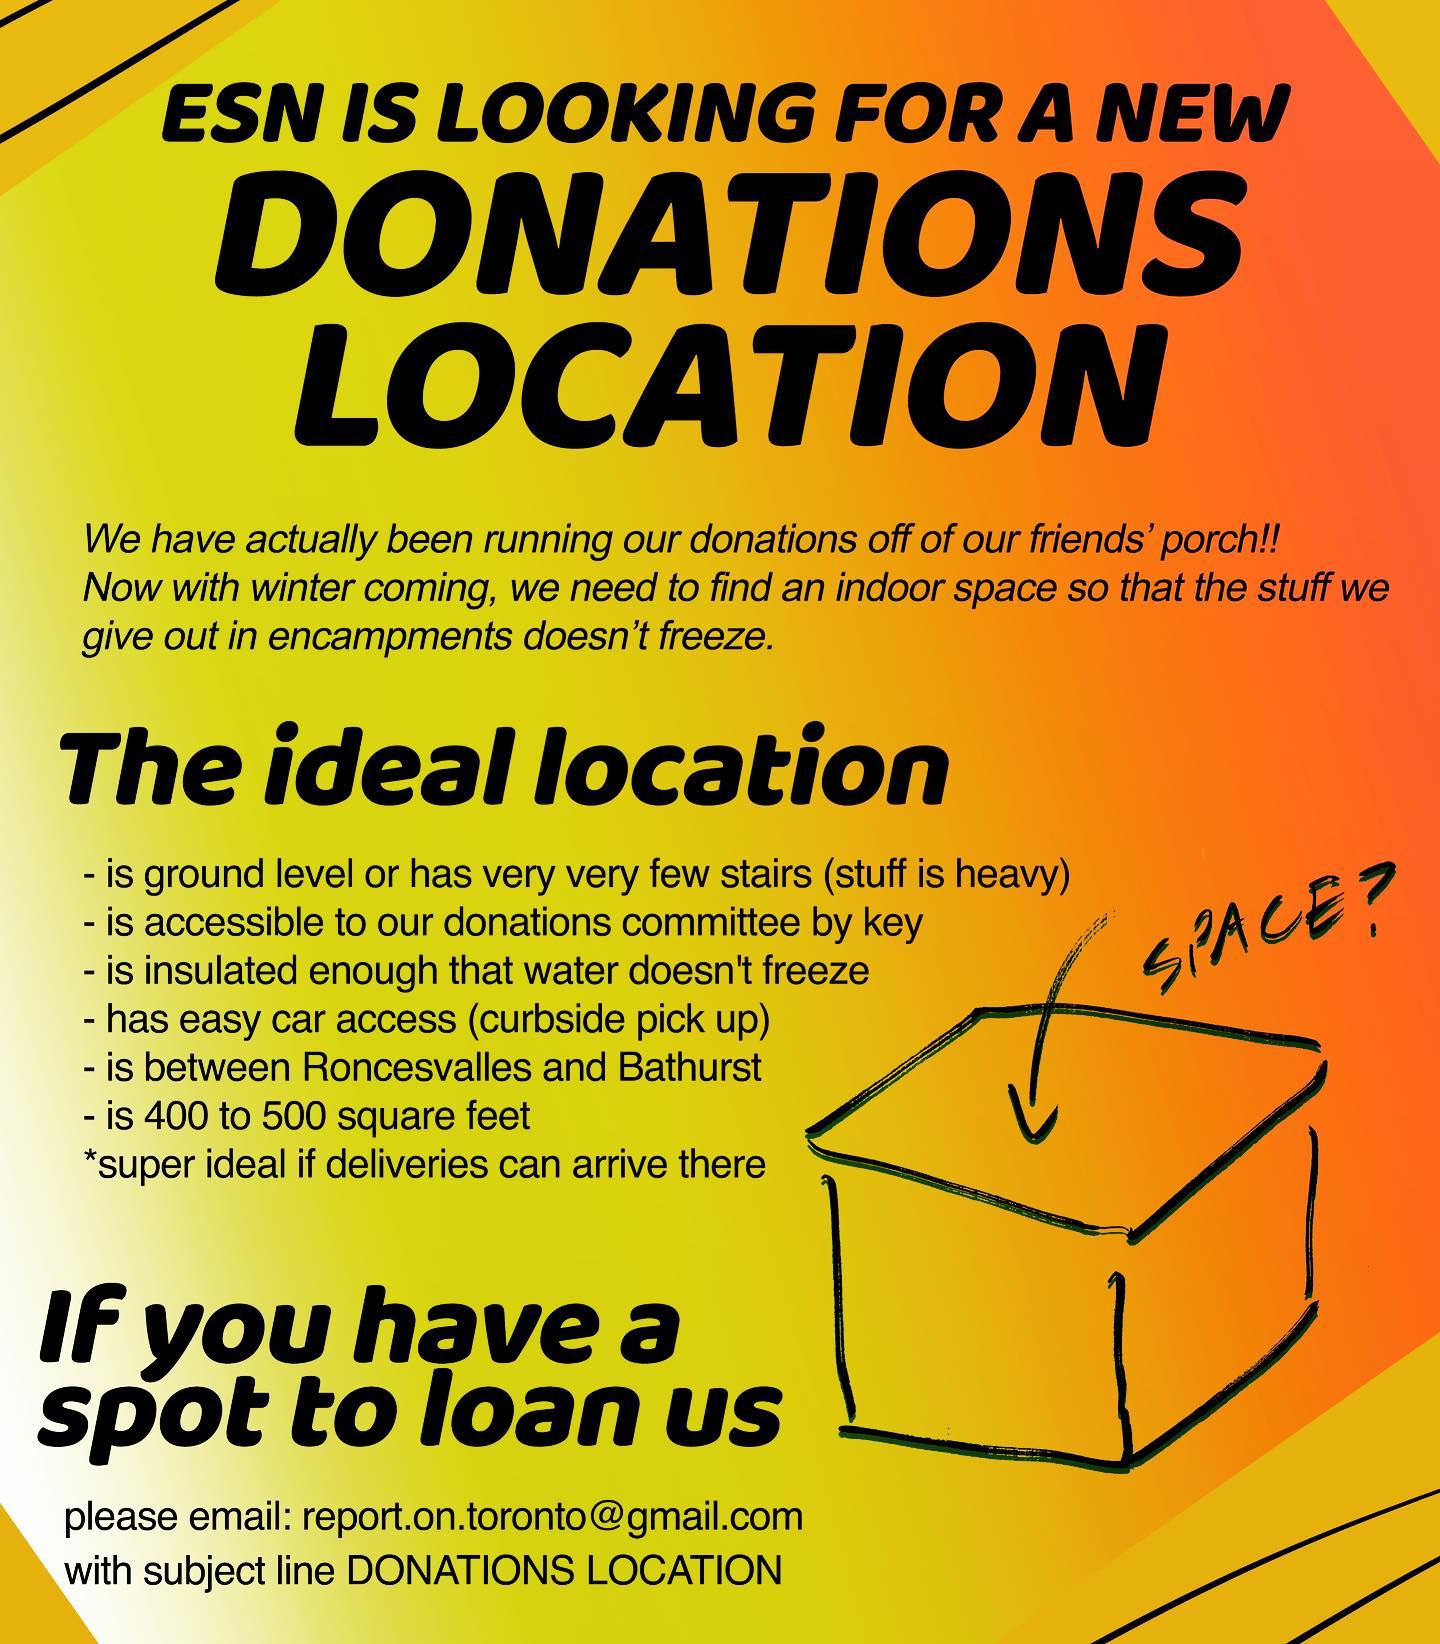 ESN IS LOOKING FOR A NEW
DONATIONS
LOCATION
We have actually been running our donations off of our friends’ porch!!
Now with winter coming, we need to find an indoor space so that the stuff we
give out in encampments doesn’t freeze.
The ideal location
- is ground level or has very very few stairs (stuff is heavy)
- is accessible to our donations committee by key
- is insulated enough that water doesn't freeze
- has easy car access (curbside pick up)
- is between Roncesvalles and Bathurst
- is 400 to 500 square feet
*super ideal if deliveries can arrive there
SPACE?
If you have a
spot to loan us
please email: report.on.toronto@gmail.com
with subject line DONATIONS LOCATION